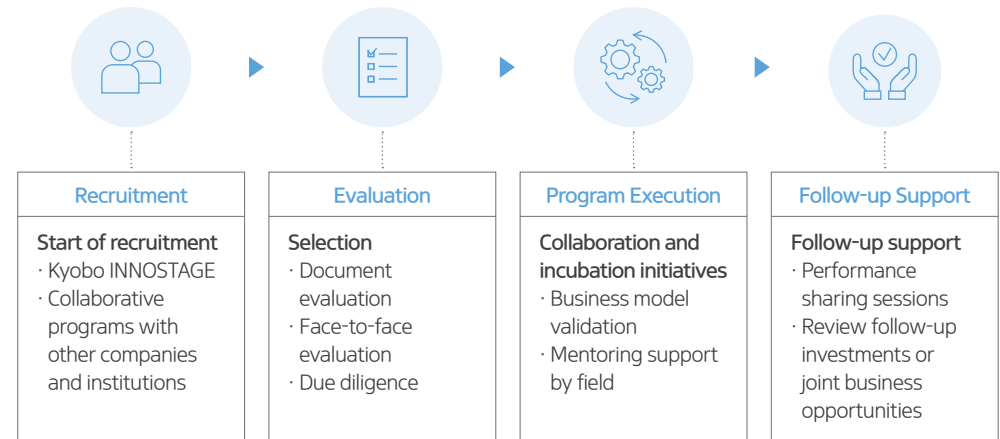 Recruitment
Start of recruitment
· Kyobo INNOSTAGE
· Collaborative
programs with
other companies
and institutions
Evaluation
Selection
· Document
evaluation
· Face-to-face
evaluation
· Due diligence
Program Execution
Collaboration and
incubation initiatives
· Business model
validation
· Mentoring support
by field
Follow-up Support
Follow-up support
· Performance
sharing sessions
· Review follow-up
investments or
joint business
opportunities